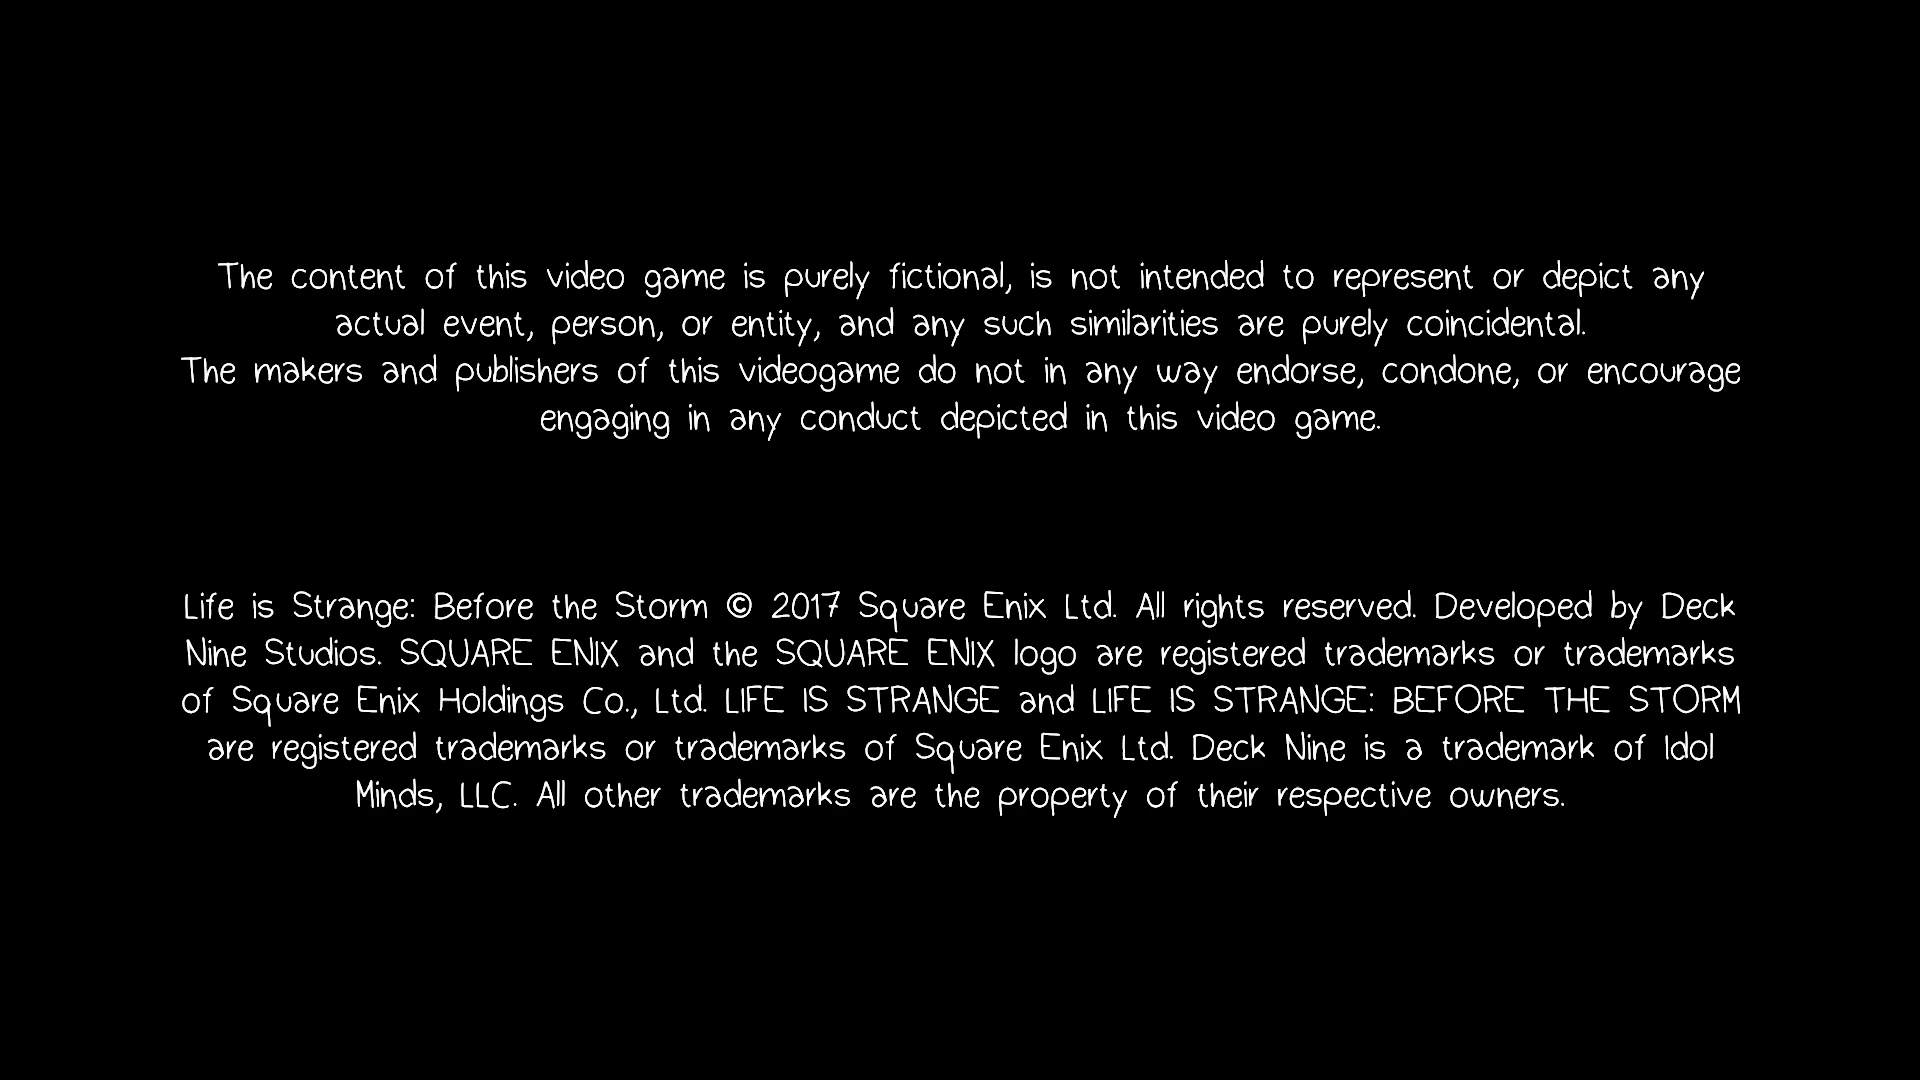 The content of this video game is purely fictional, is not intended to represent or depict any
actual event, person, or entity, and any such similarities are purely coincidental.
The makers and publishers of this videogame do not in any way endorse, condone, or encourage
engaging in any conduct depicted in this video game.
Life is Strange: Before the Storm © 2017 Square Enix Ltd. All rights reserved. Developed by Deck
Nine Studios. SQUARE ENIX and the SQUARE ENIX logo are registered trademarks or trademarks
of Square Enix Holdings Co., Ltd. LIFE IS STRANGE and LIFE IS STRANGE: BEFORE THE STORM
are registered trademarks or trademarks of Square Enix Ltd. Deck Nine is a trademark of Idol
Minds, LLC. All other trademarks are the property of their respective owners.